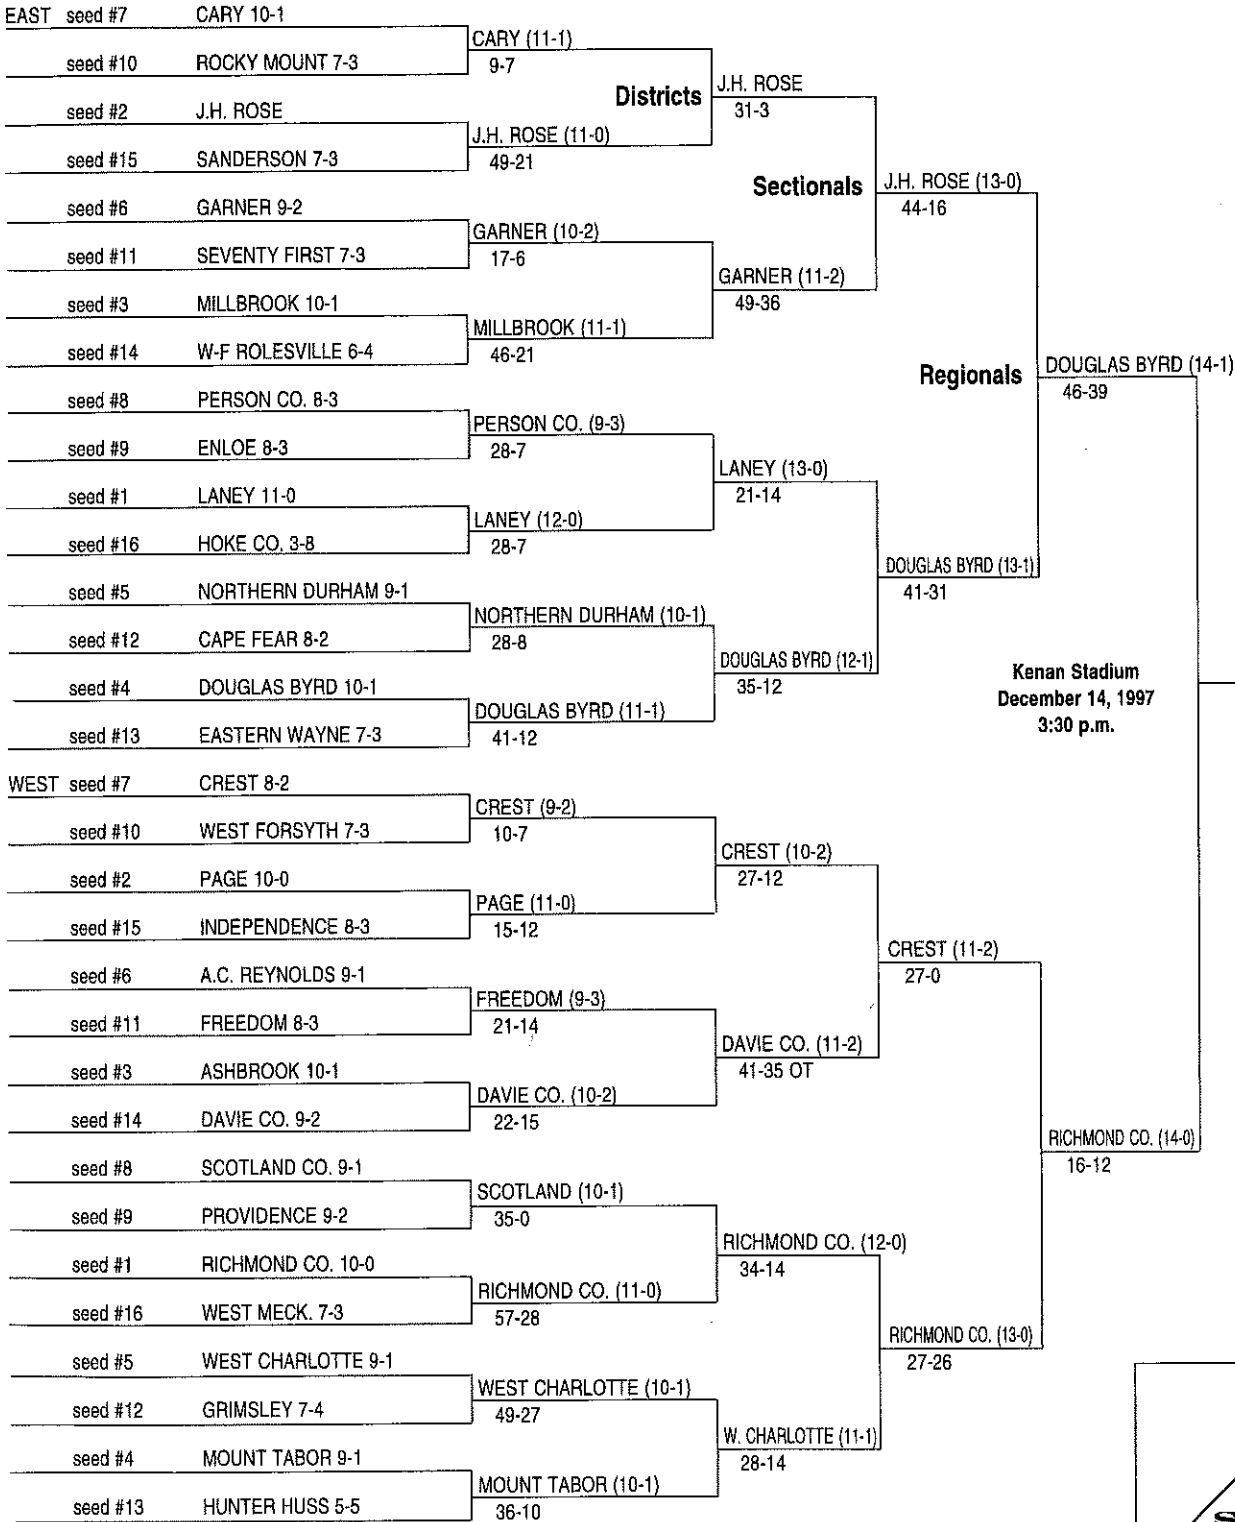 EAST seed #7 CARY 10-1
seed #10 ROCKY MOUNT 7-3
seed #2 J.H. ROSE
seed #15 SANDERSON 7-3
seed #6 GARNER 9-2
seed #11 SEVENTY FIRST 7-3
seed #3 MILLBROOK 10-1
seed #14 W-F ROLESVILLE 6-4
seed #8 PERSON CO. 8-3
seed #9 ENLOE 8-3
seed #1 LANEY 11-0
seed #16 HOKE CO. 3-8
seed #5 NORTHERN DURHAM 9-1
seed #12 CAPE FEAR 8-2
seed #4 DOUGLAS BYRD 10-1
seed #13 EASTERN WAYNE 7-3
WEST seed #7 CREST 8-2
seed #10 WEST FORSYTH 7-3
seed #2 PAGE 10-0
seed #15 INDEPENDENCE 8-3
seed #6 A.C. REYNOLDS 9-1
seed #11 FREEDOM 8-3
seed #3 ASHBROOK 10-1
seed #14 DAVIE CO. 9-2
seed #8 SCOTLAND CO. 9-1
seed #9 PROVIDENCE 9-2
seed #1 RICHMOND CO. 10-0
seed #16 WEST MECK. 7-3
seed #5 WEST CHARLOTTE 9-1
seed #12 GRIMSLEY 7-4
seed #4 MOUNT TABOR 9-1
seed #13 HUNTER HUSS 5-5
CARY (11-1)
9-7
J.H. ROSE (11-0)
49-21
GARNER (10-2)
17-6
MILLBROOK (11-1)
46-21
PERSON CO. (9-3)
28-7
LANEY (12-0)
28-7
NORTHERN DURHAM (10-1)
28-8
DOUGLAS BYRD (11-1)
41-12
CREST (9-2)
10-7
PAGE (11-0)
15-12
FREEDOM (9-3)
21-14
DAVIE CO. (10-2)
22-15
SCOTLAND (10-1)
35-0
RICHMOND CO. (11-0)
57-28
WEST CHARLOTTE (10-1)
49-27
MOUNT TABOR (10-1)
36-10
Districts
J.H. ROSE
31-3
GARNER (11-2)
49-36
LANEY (13-0)
21-14
DOUGLAS BYRD (12-1)
35-12
CREST (10-2)
27-12
DAVIE CO. (11-2)
41-35 OT
RICHMOND CO. (12-0)
34-14
W. CHARLOTTE (11-1)
28-14
Sectionals
J.H. ROSE (13-0)
44-16
DOUGLAS BYRD (13-1)
41-31
CREST (11-2)
27-0
RICHMOND CO. (13-0)
27-26
Regionals
DOUGLAS BYRD (14-1)
46-39
RICHMOND CO. (14-0)
16-12
Kenan Stadium
December 14, 1997
3:30 p.m.